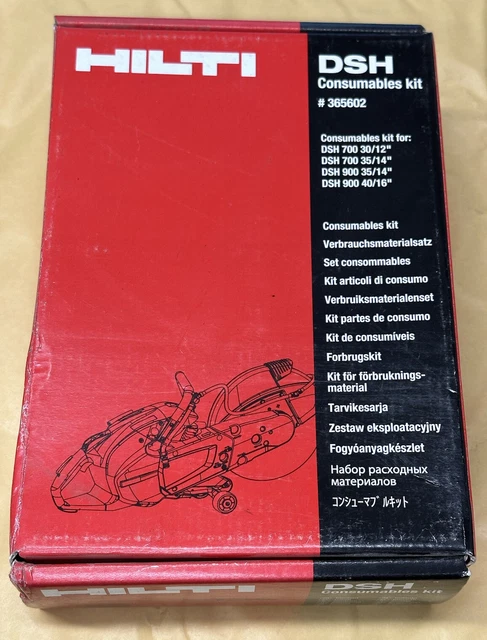 HILTI
DSH
Consumables kit
# 365602
Consumables kit for:
DSH 700 30/12"
DSH 700 35/14"
DSH 900 35/14"
DSH 900 40/16"
Consumables kit
Verbrauchsmaterialsatz
Set consommables
Kit articoli di consumo
Verbruiksmaterialenset
Kit partes de consumo
Kit de consumíveis
Forbrugskit
Kit för förbruknings-
material
Tarvikesarja
Zestaw eksploatacyjny
Fogyóanyagkészlet
Набор расходных
материалов
コンシューマブルキット
HILTI
DSH
Consumables kit